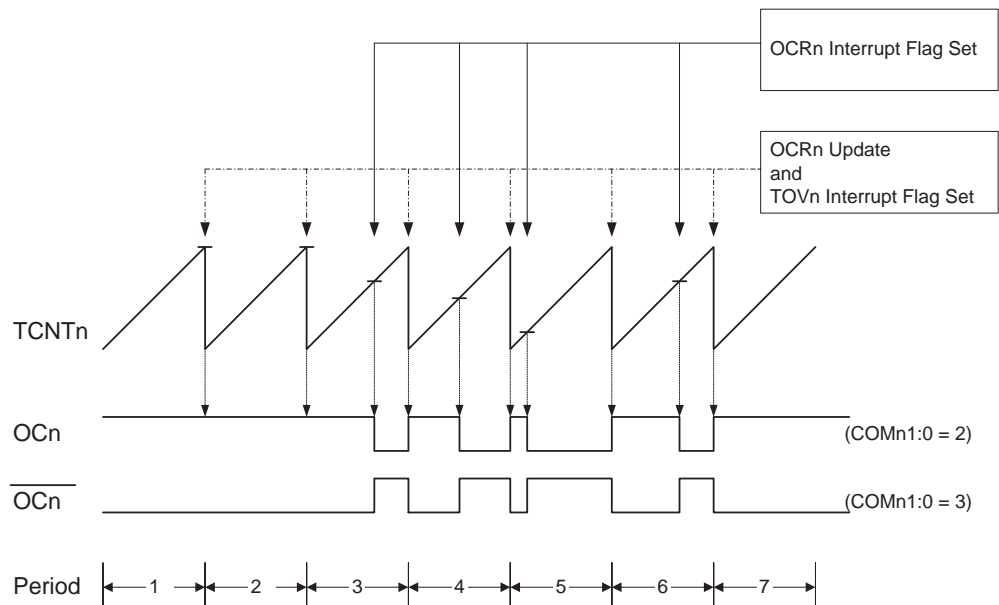 OCRn Interrupt Flag Set
OCRn Update
and
TOVn Interrupt Flag Set
TCNTn
OCn
(COMn1:0 = 2)
OCn
(COMn1:0 = 3)
Period
1
2
3
4
5
6
7